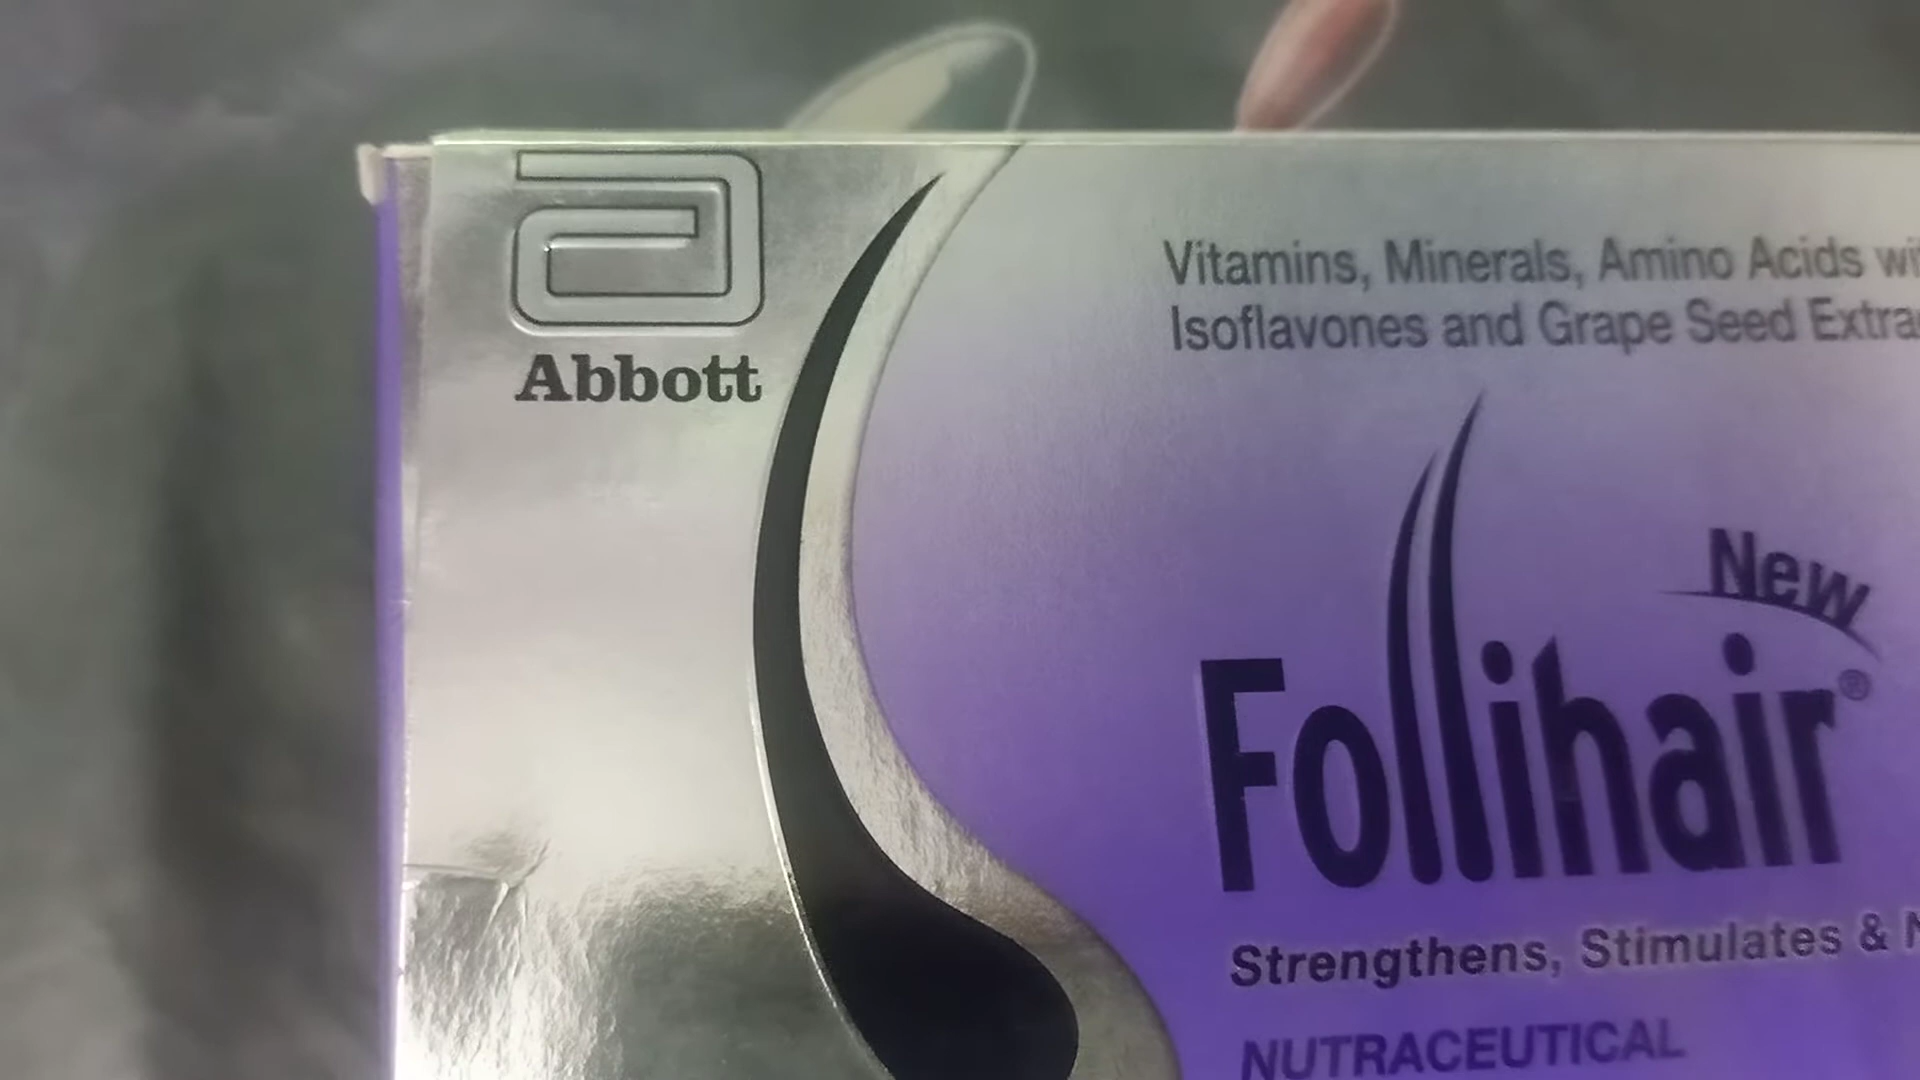 Abbott
Vitamins, Minerals, Amino Acids
Isoflavones and Grape Seed
New
Follihair®
Strengthens, Stimulates &
NUTRACEUTICAL